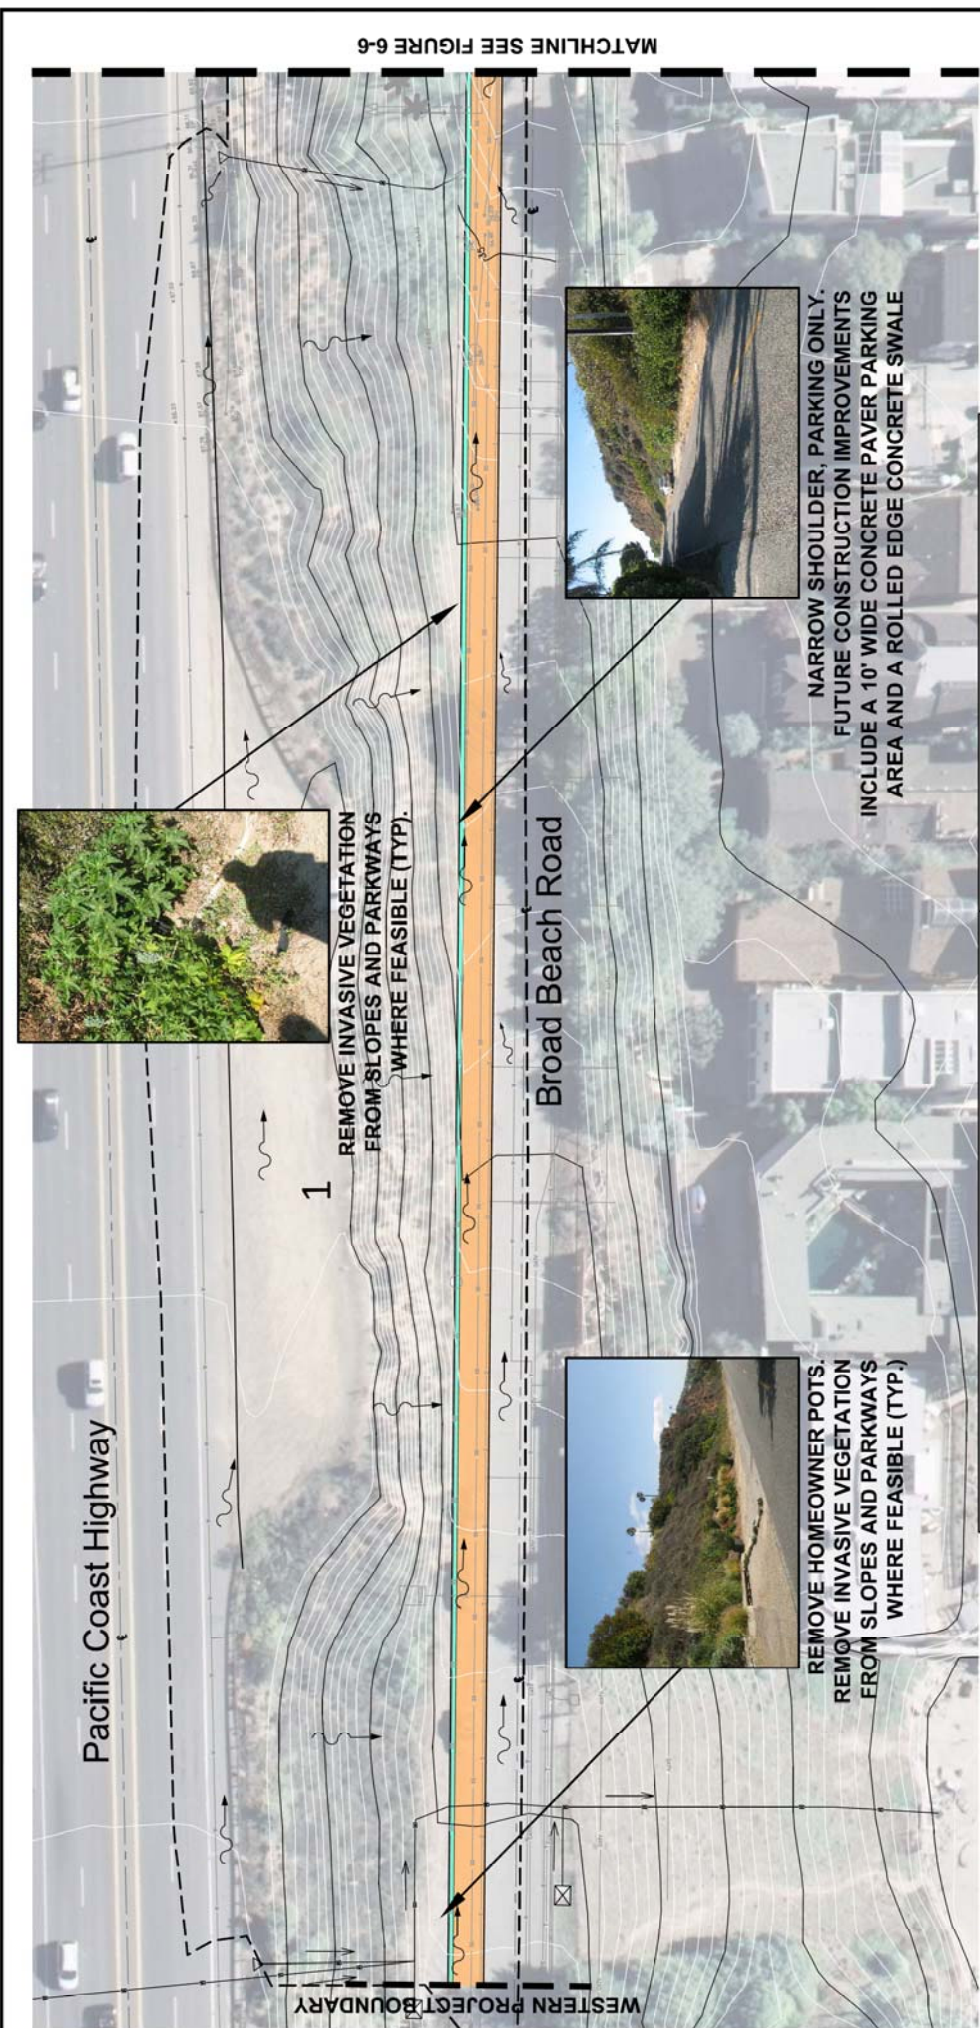 MATCHLINE SEE FIGURE 6-6
Pacific Coast Highway
1
REMOVE INVASIVE VEGETATION
FROM SLOPES AND PARKWAYS
WHERE FEASIBLE (TYP).
Broad Beach Road
NARROW SHOULDER, PARKING ONLY.
FUTURE CONSTRUCTION IMPROVEMENTS
INCLUDE A 10' WIDE CONCRETE PAVER PARKING
AREA AND A ROLLED EDGE CONCRETE SWALE
REMOVE HOMEOWNER POTS.
REMOVE INVASIVE VEGETATION
FROM SLOPES AND PARKWAYS
WHERE FEASIBLE (TYP.)
WESTERN PROJECT BOUNDARY